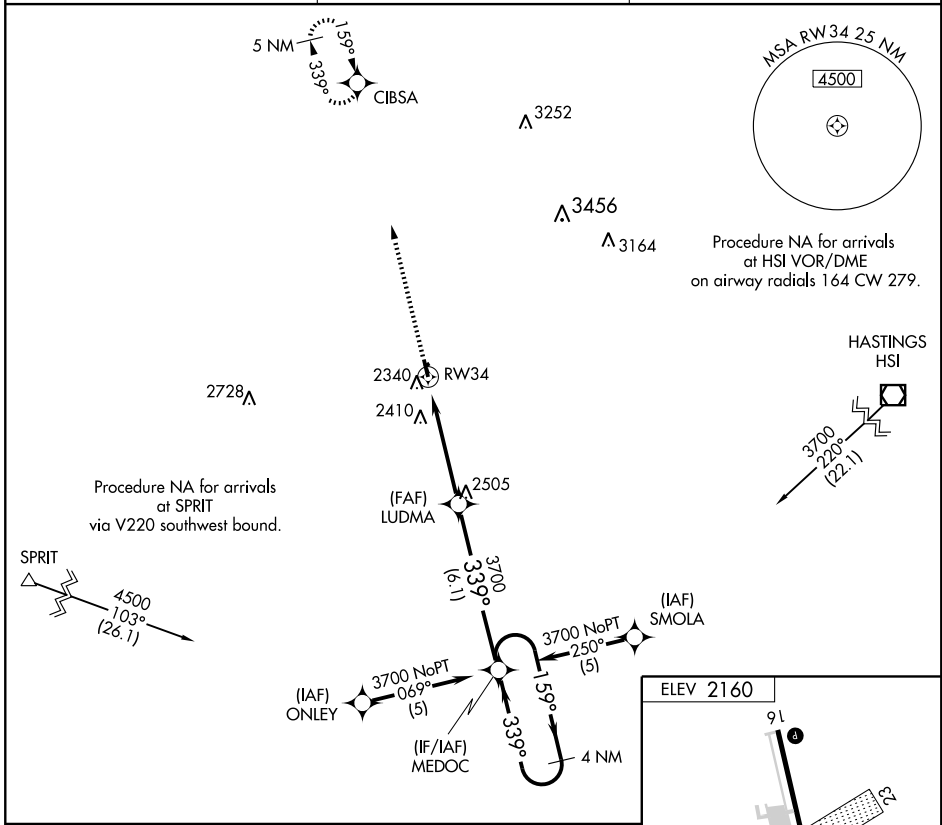 5 NM
159°
339°
CIBSA
3252
3456
3164
MSA RW34 25 NM
4500
Procedure NA for arrivals
at HSI VOR/DME
on airway radials 164 CW 279.
HASTINGS
HSI
3700
220°
(22.1)
2340
RW34
2728
2410
2505
(FAF)
LUDMA
Procedure NA for arrivals
at SPRIT
via V220 southwest bound.
SPRIT
4500
103°
(26.1)
3700
339°
(6.1)
(IAF)
SMOLA
3700 NoPT
250°
(5)
3700 NoPT
069°
(5)
(IAF)
ONLEY
(IF/IAF)
MEDOC
339°
159°
4 NM
ELEV 2160
16
P
23